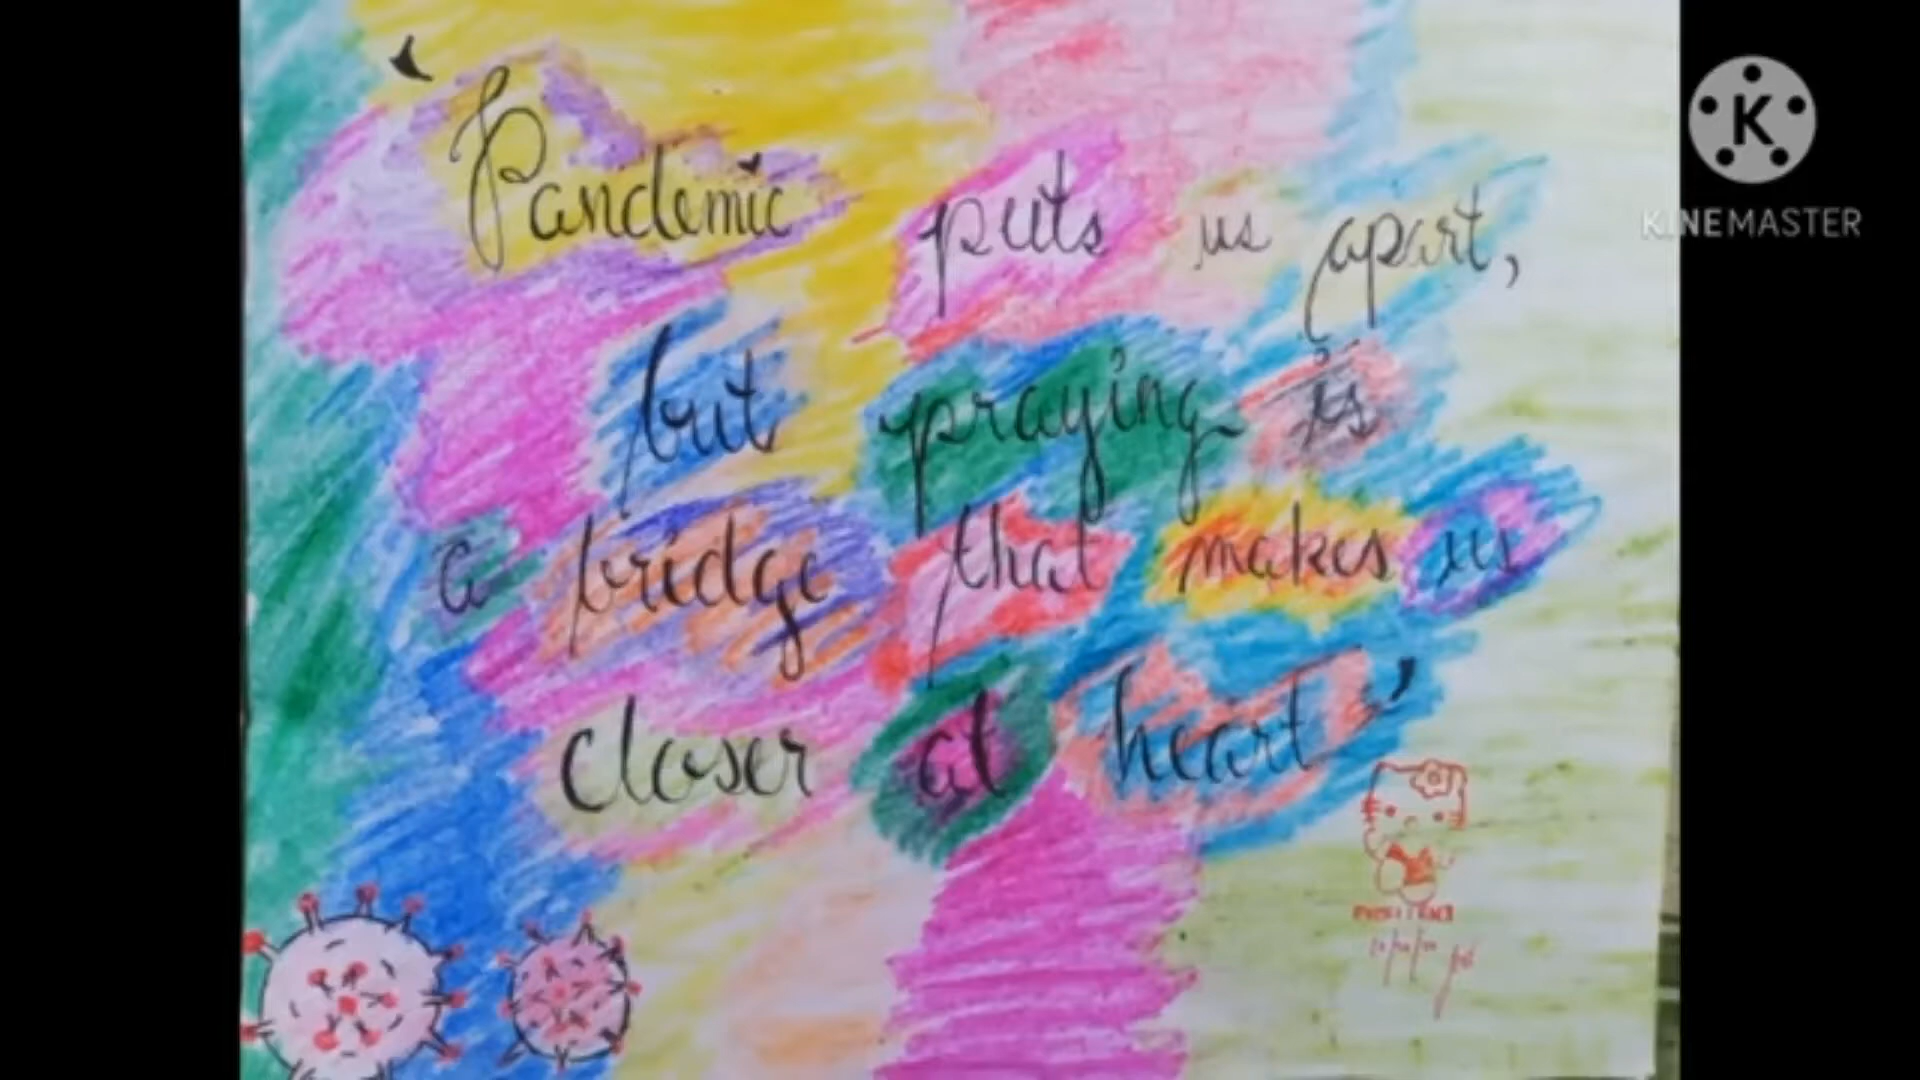 ‘Pandemic puts us apart,
but praying is
a bridge that makes us
closer at heart’
K
KINEMASTER